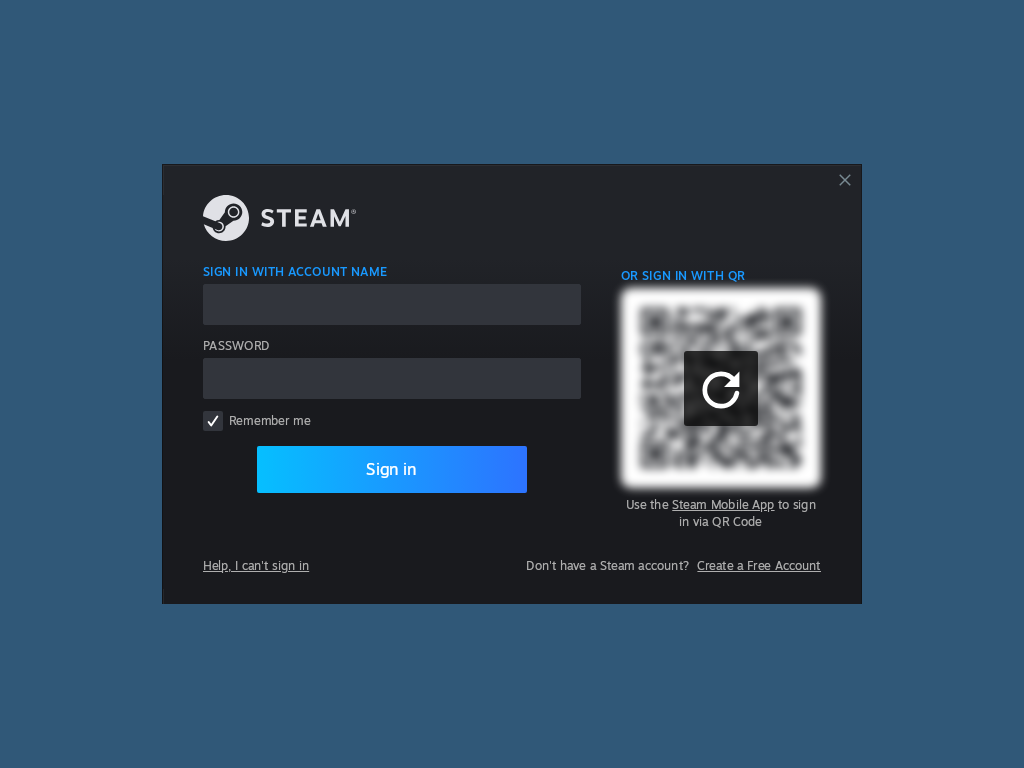 STEAM®
SIGN IN WITH ACCOUNT NAME
PASSWORD
Remember me
Sign in
OR SIGN IN WITH QR
Use the Steam Mobile App to sign
in via QR Code
Help, I can't sign in
Don't have a Steam account? Create a Free Account